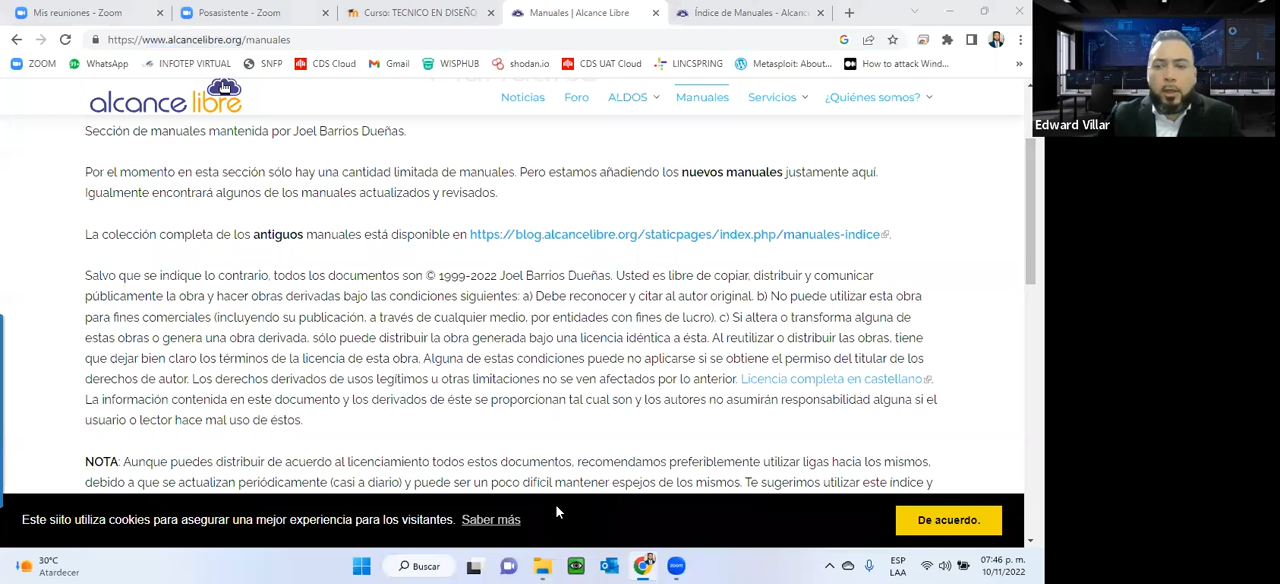 Mis reuniones - Zoom
Posasistente - Zoom
Curso: TECNICO EN DISEÑO
Manuales | Alcance Libre
Índice de Manuales - Alcanc
https://www.alcancelibre.org/manuales
ZOOM
WhatsApp
INFOTEP VIRTUAL
SNFP
CDS Cloud
Gmail
WISPHUB
shodan.io
CDS UAT Cloud
LINCSPRING
Metasploit: About...
How to attack Wind...
»
alcance libre
Noticias
Foro
ALDOS
Manuales
Servicios
¿Quiénes somos?
Edward Villar
Sección de manuales mantenida por Joel Barrios Dueñas.
Por el momento en esta sección sólo hay una cantidad limitada de manuales. Pero estamos añadiendo los nuevos manuales justamente aquí.
Igualmente encontrará algunos de los manuales actualizados y revisados.
La colección completa de los antiguos manuales está disponible en https://blog.alcancelibre.org/staticpages/index.php/manuales-indice.
Salvo que se indique lo contrario, todos los documentos son © 1999-2022 Joel Barrios Dueñas. Usted es libre de copiar, distribuir y comunicar
públicamente la obra y hacer obras derivadas bajo las condiciones siguientes: a) Debe reconocer y citar al autor original. b) No puede utilizar esta obra
para fines comerciales (incluyendo su publicación, a través de cualquier medio, por entidades con fines de lucro). c) Si altera o transforma alguna de
estas obras o genera una obra derivada, sólo puede distribuir la obra generada bajo una licencia idéntica a ésta. Al reutilizar o distribuir las obras, tiene
que dejar bien claro los términos de la licencia de esta obra. Alguna de estas condiciones puede no aplicarse si se obtiene el permiso del titular de los
derechos de autor. Los derechos derivados de usos legítimos u otras limitaciones no se ven afectados por lo anterior. Licencia completa en castellano.
La información contenida en este documento y los derivados de éste se proporcionan tal cual son y los autores no asumirán responsabilidad alguna si el
usuario o lector hace mal uso de éstos.
NOTA: Aunque puedes distribuir de acuerdo al licenciamiento todos estos documentos, recomendamos preferiblemente utilizar ligas hacia los mismos,
debido a que se actualizan periódicamente (casi a diario) y puede ser un poco difícil mantener espejos de los mismos. Te sugerimos utilizar este índice y
Este siito utiliza cookies para asegurar una mejor experiencia para los visitantes. Saber más
De acuerdo.
30°C
Atardecer
Buscar
zoom
ESP
LAA
07:46 p. m.
10/11/2022